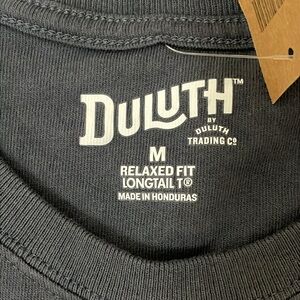 DULUTH™
BY
DULUTH
TRADING CO
M
RELAXED FIT
LONGTAIL T®
MADE IN HONDURAS